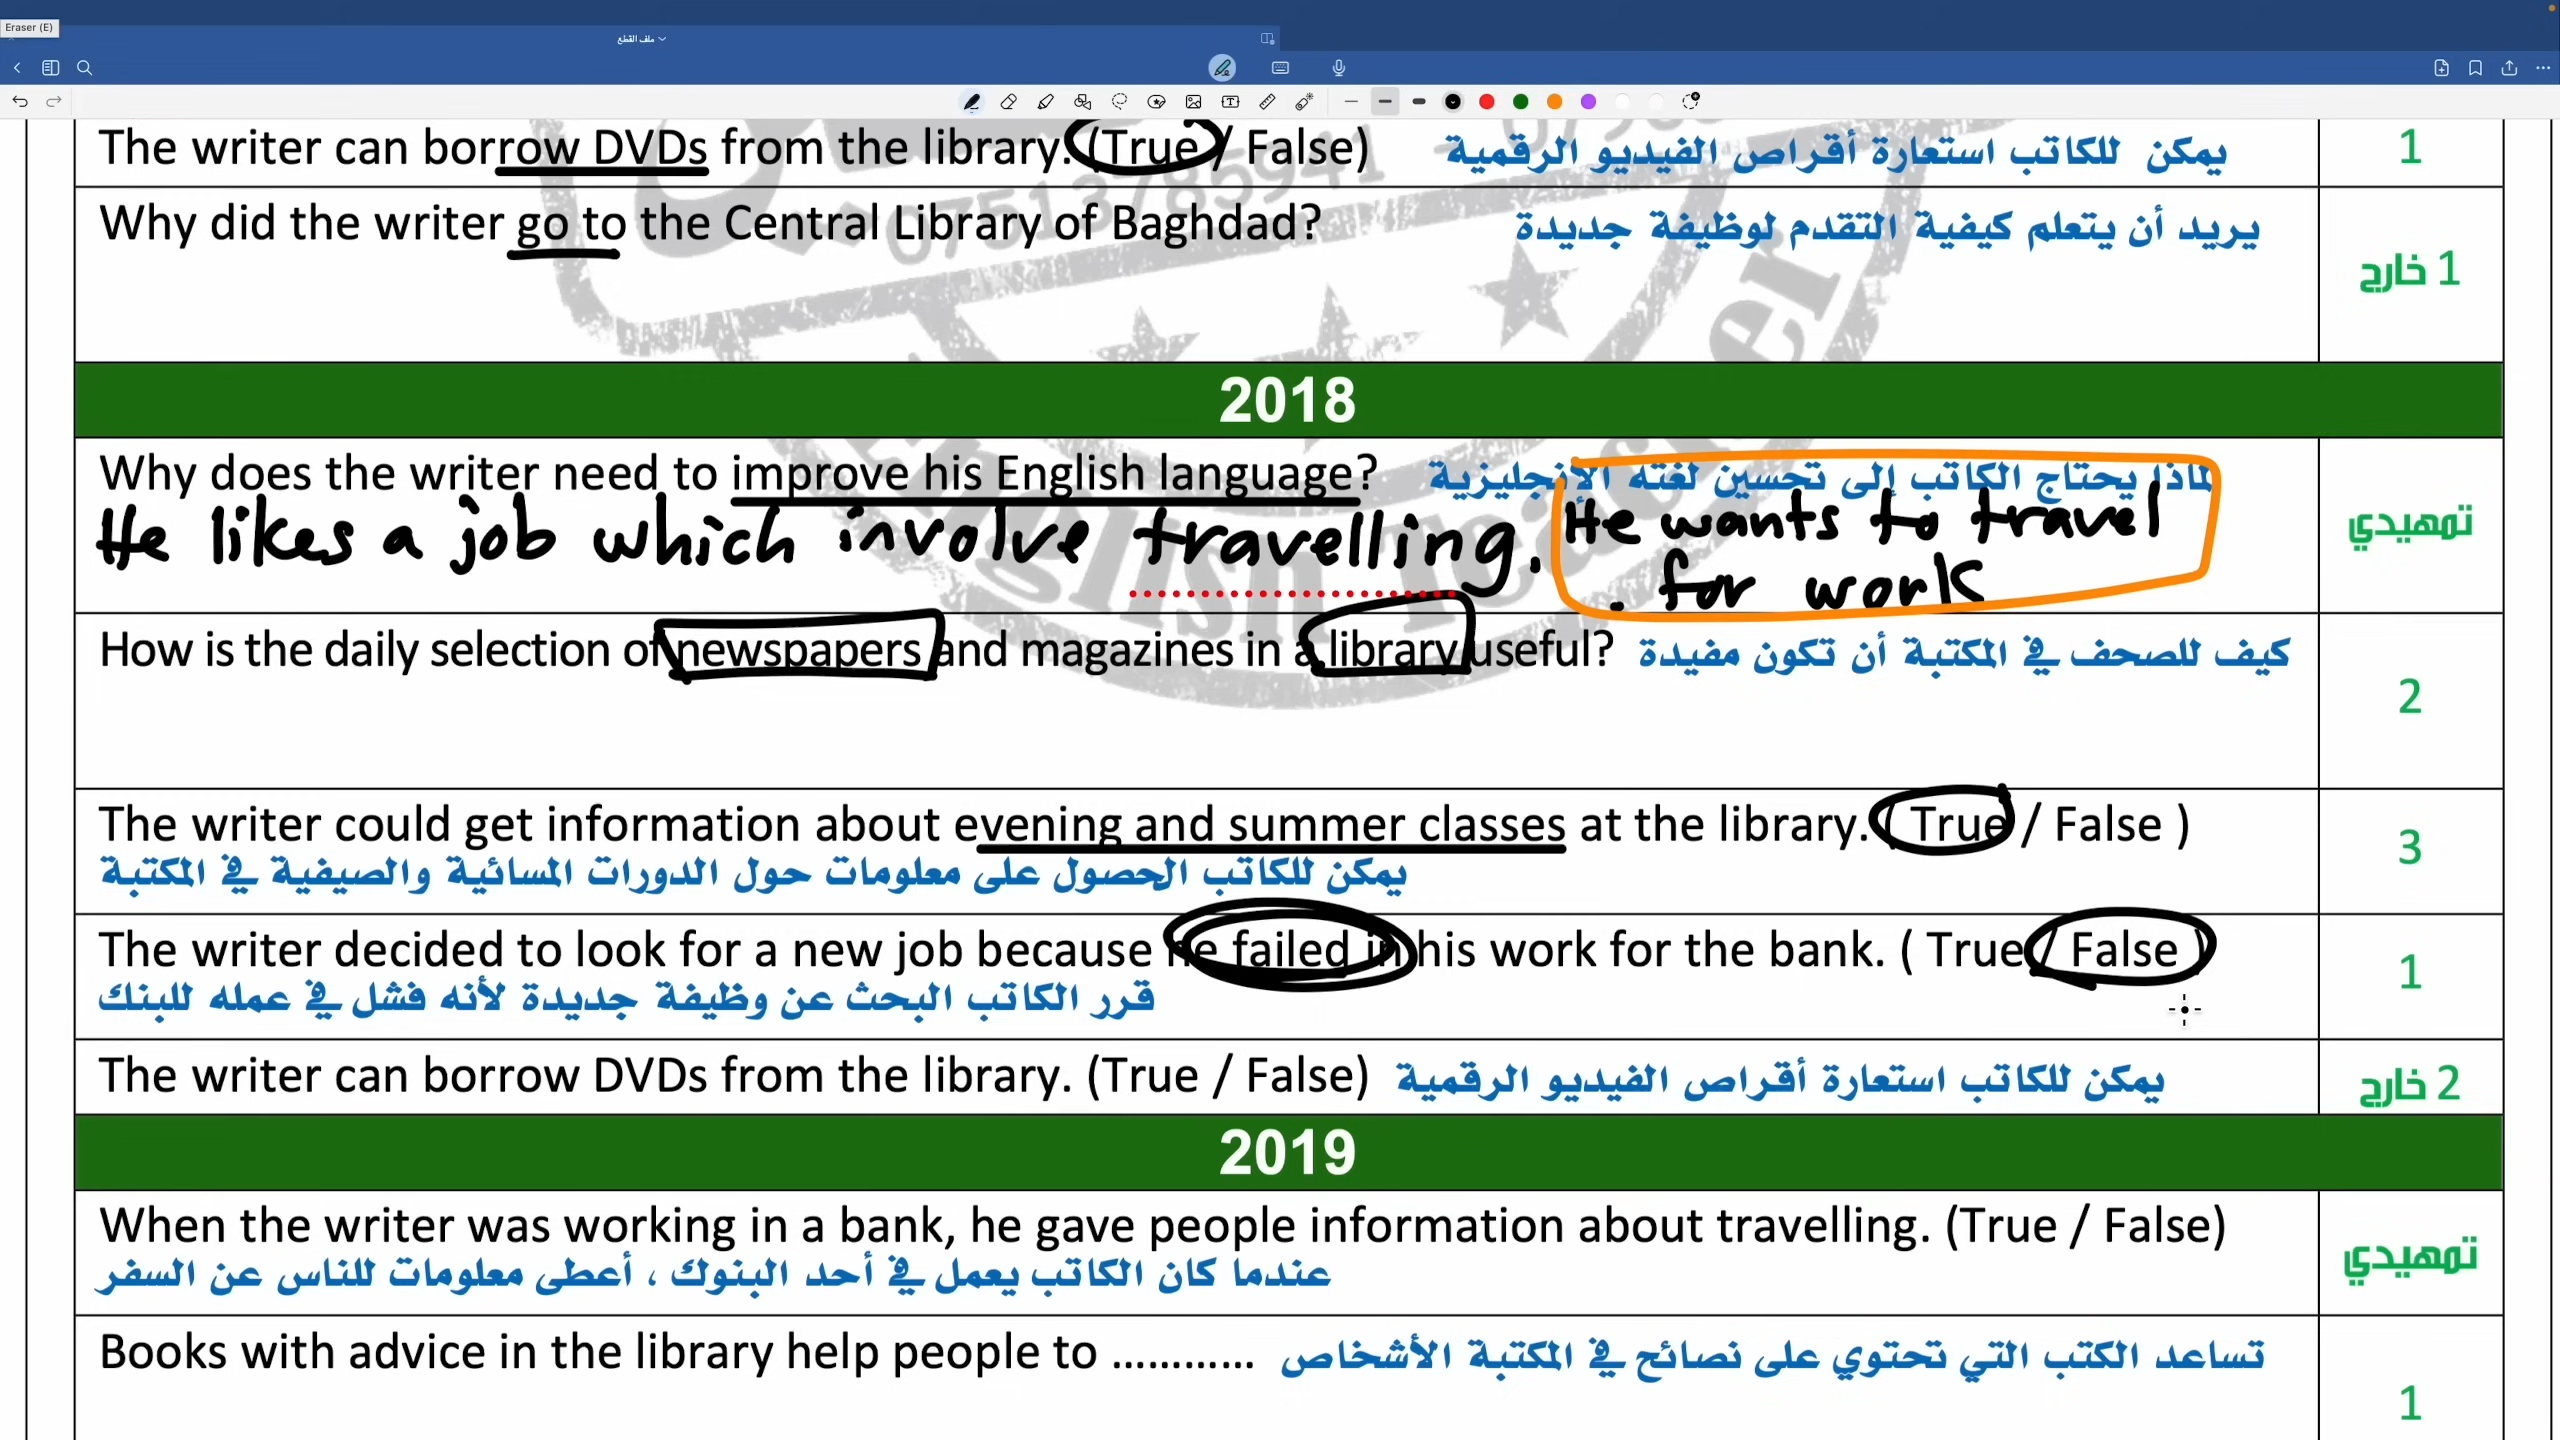 Eraser (E)
ملف القطع
The writer can borrow DVDs from the library. (True / False) يمكن للكاتب استعارة أقراص الفيديو الرقمية 1
Why did the writer go to the Central Library of Baghdad? يريد أن يتعلم كيفية التقدم لوظيفة جديدة
1 خارج
07513785941
2018
Why does the writer need to improve his English language? لماذا يحتاج الكاتب إلى تحسين لغته الإنجليزية
He likes a job which involve travelling. He wants to travel
for work
تمهيدي
English Teacher
How is the daily selection of newspapers and magazines in a library useful? كيف للصحف في المكتبة أن تكون مفيدة
2
The writer could get information about evening and summer classes at the library. ( True / False )
يمكن للكاتب الحصول على معلومات حول الدورات المسائية والصيفية في المكتبة
3
The writer decided to look for a new job because he failed in his work for the bank. ( True / False )
قرر الكاتب البحث عن وظيفة جديدة لأنه فشل في عمله للبنك
1
The writer can borrow DVDs from the library. (True / False) يمكن للكاتب استعارة أقراص الفيديو الرقمية
2 خارج
2019
When the writer was working in a bank, he gave people information about travelling. (True / False)
عندما كان الكاتب يعمل في أحد البنوك ، أعطى معلومات للناس عن السفر
تمهيدي
Books with advice in the library help people to ............. تساعد الكتب التي تحتوي على نصائح في المكتبة الأشخاص
1